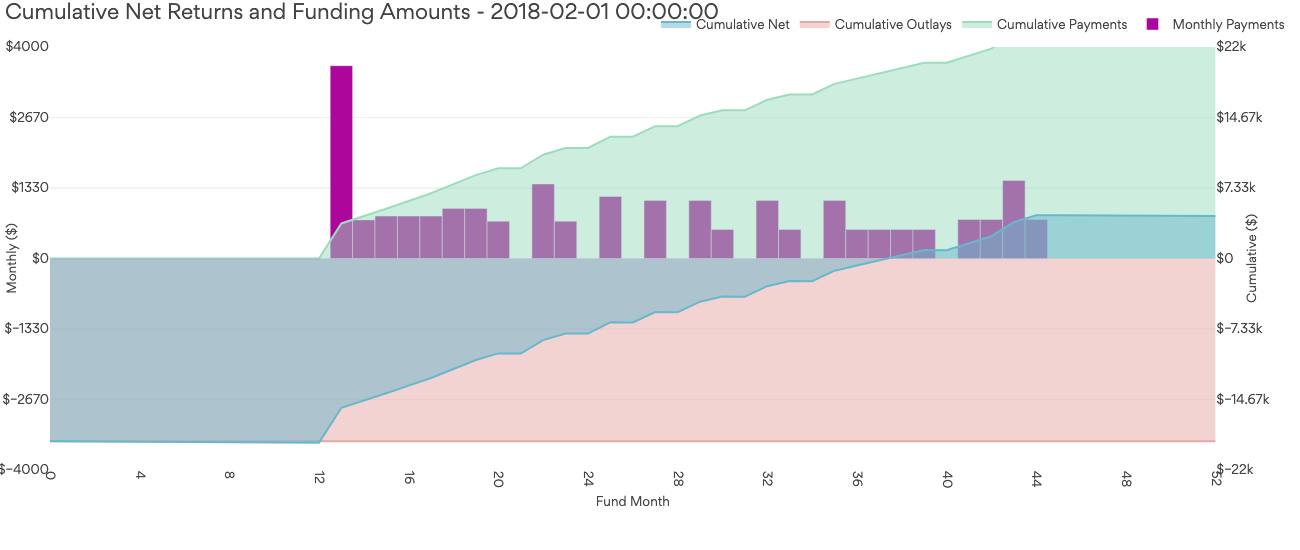 Cumulative Net Returns and Funding Amounts - 2018-02-01 00:00:00
Cumulative Net Cumulative Outlays Cumulative Payments Monthly Payments
$4000
$2670
$1330
$0
$−1330
$−2670
$−4000
Monthly ($)
$22k
$14.67k
$7.33k
$0
$−7.33k
$−14.67k
$−22k
Cumulative ($)
0 4 8 12 16 20 24 28 32 36 40 44 48 52
Fund Month